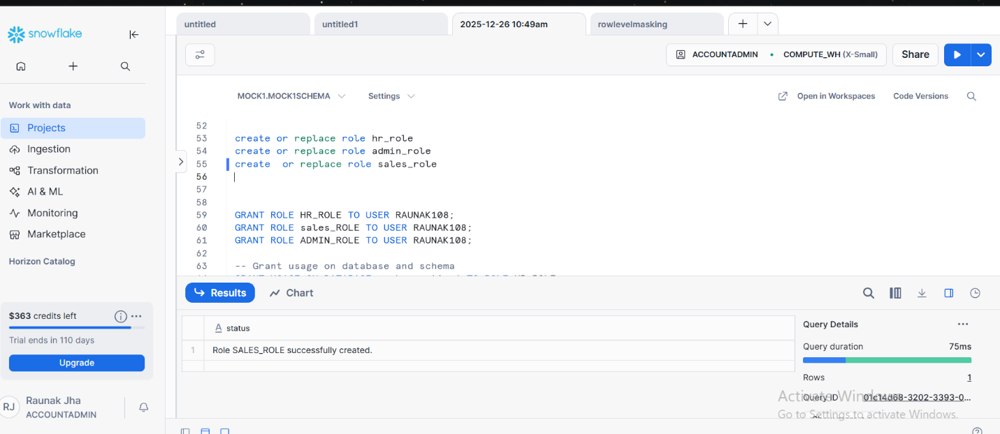 snowflake
untitled
untitled1
2025-12-26 10:49am
rowlevelmasking
ACCOUNTADMIN
COMPUTE_WH (X-Small)
Share
MOCK1.MOCK1SCHEMA
Settings
Open in Workspaces
Code Versions
Work with data
Projects
Ingestion
Transformation
AI & ML
Monitoring
Marketplace
Horizon Catalog
$363 credits left
Trial ends in 110 days
Upgrade
RJ
Raunak Jha
ACCOUNTADMIN
52
53 create or replace role hr_role
54 create or replace role admin_role
55 create  or replace role sales_role
56
57
58
59 GRANT ROLE HR_ROLE TO USER RAUNAK108;
60 GRANT ROLE sales_ROLE TO USER RAUNAK108;
61 GRANT ROLE ADMIN_ROLE TO USER RAUNAK108;
62
63 -- Grant usage on database and schema
Results
Chart
A status
1 Role SALES_ROLE successfully created.
Query Details
Query duration 75ms
Rows 1
Query ID 01c14d68-3202-3393-0...
Activate Windows
Go to Settings to activate Windows.